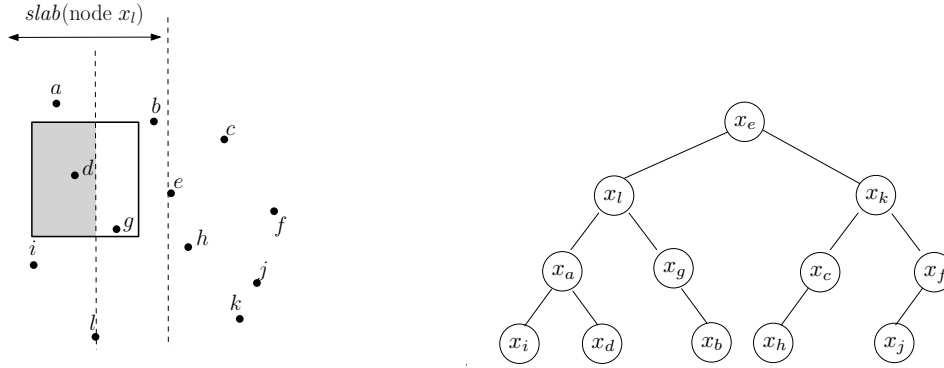 slab(node x_l)
a
b
c
d
e
g
f
i
h
j
k
l
x_e
x_l
x_k
x_a
x_g
x_c
x_f
x_i
x_d
x_b
x_h
x_j